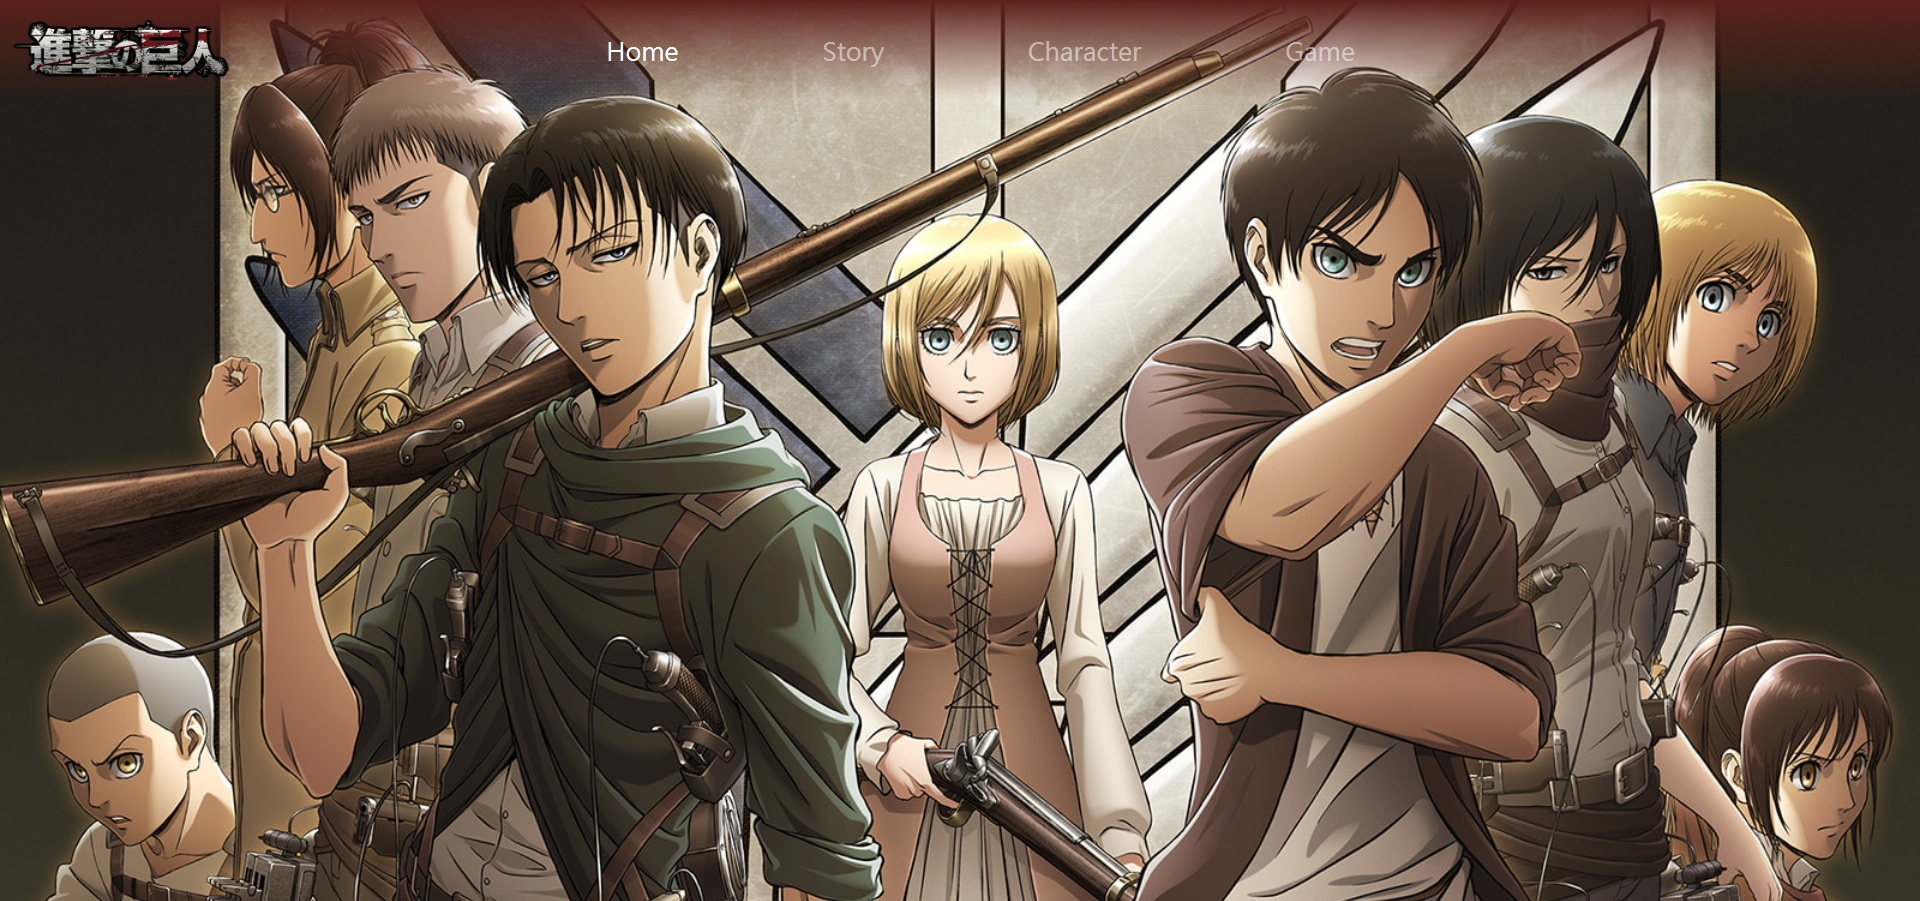 進撃の巨人
Home
Story
Character
Game